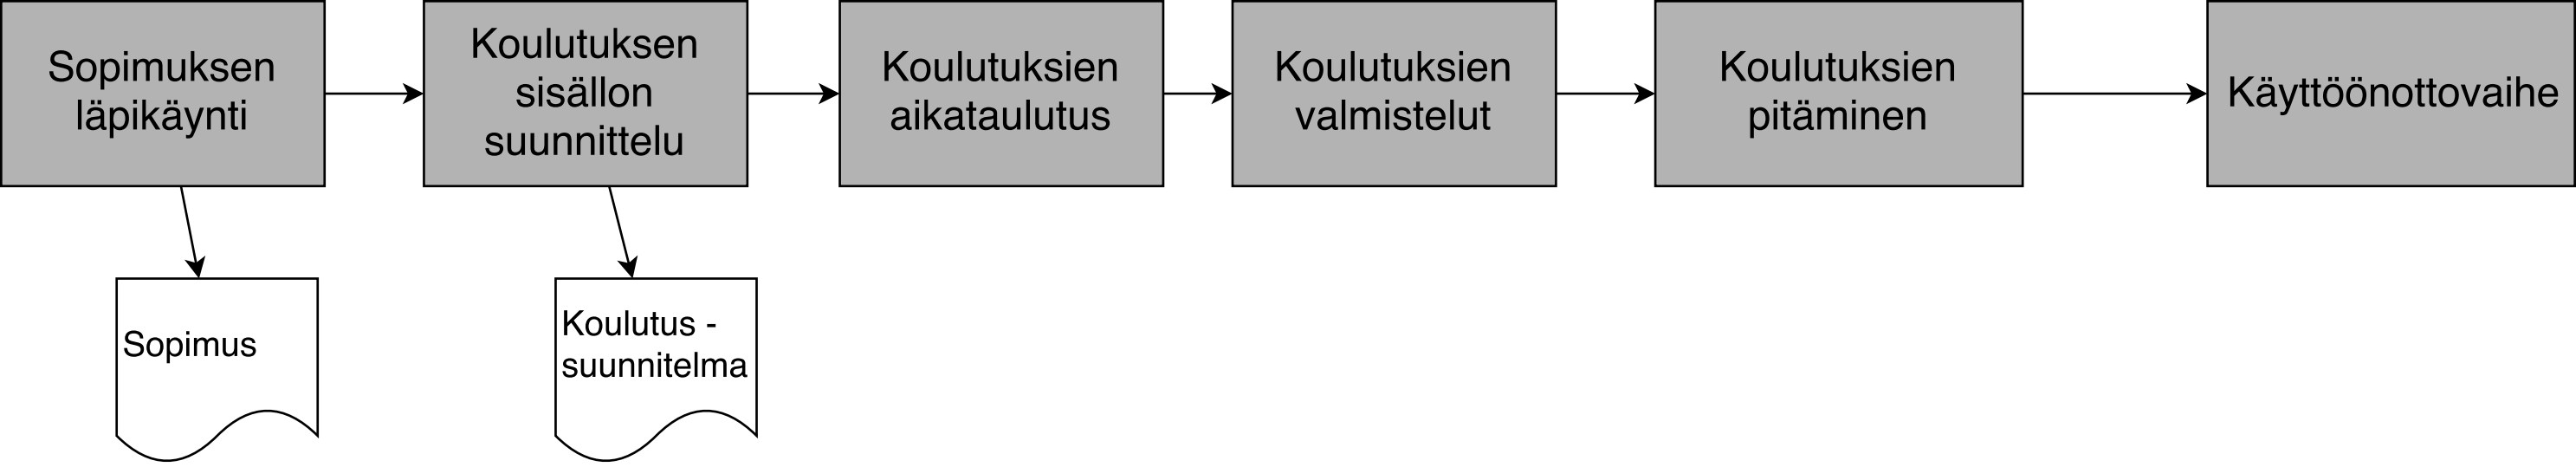 Sopimuksen
läpikäynti
Koulutuksen
sisällon
suunnittelu
Koulutuksien
aikataulutus
Koulutuksien
valmistelut
Koulutuksien
pitäminen
Käyttöönottovaihe
Sopimus
Koulutus -
suunnitelma